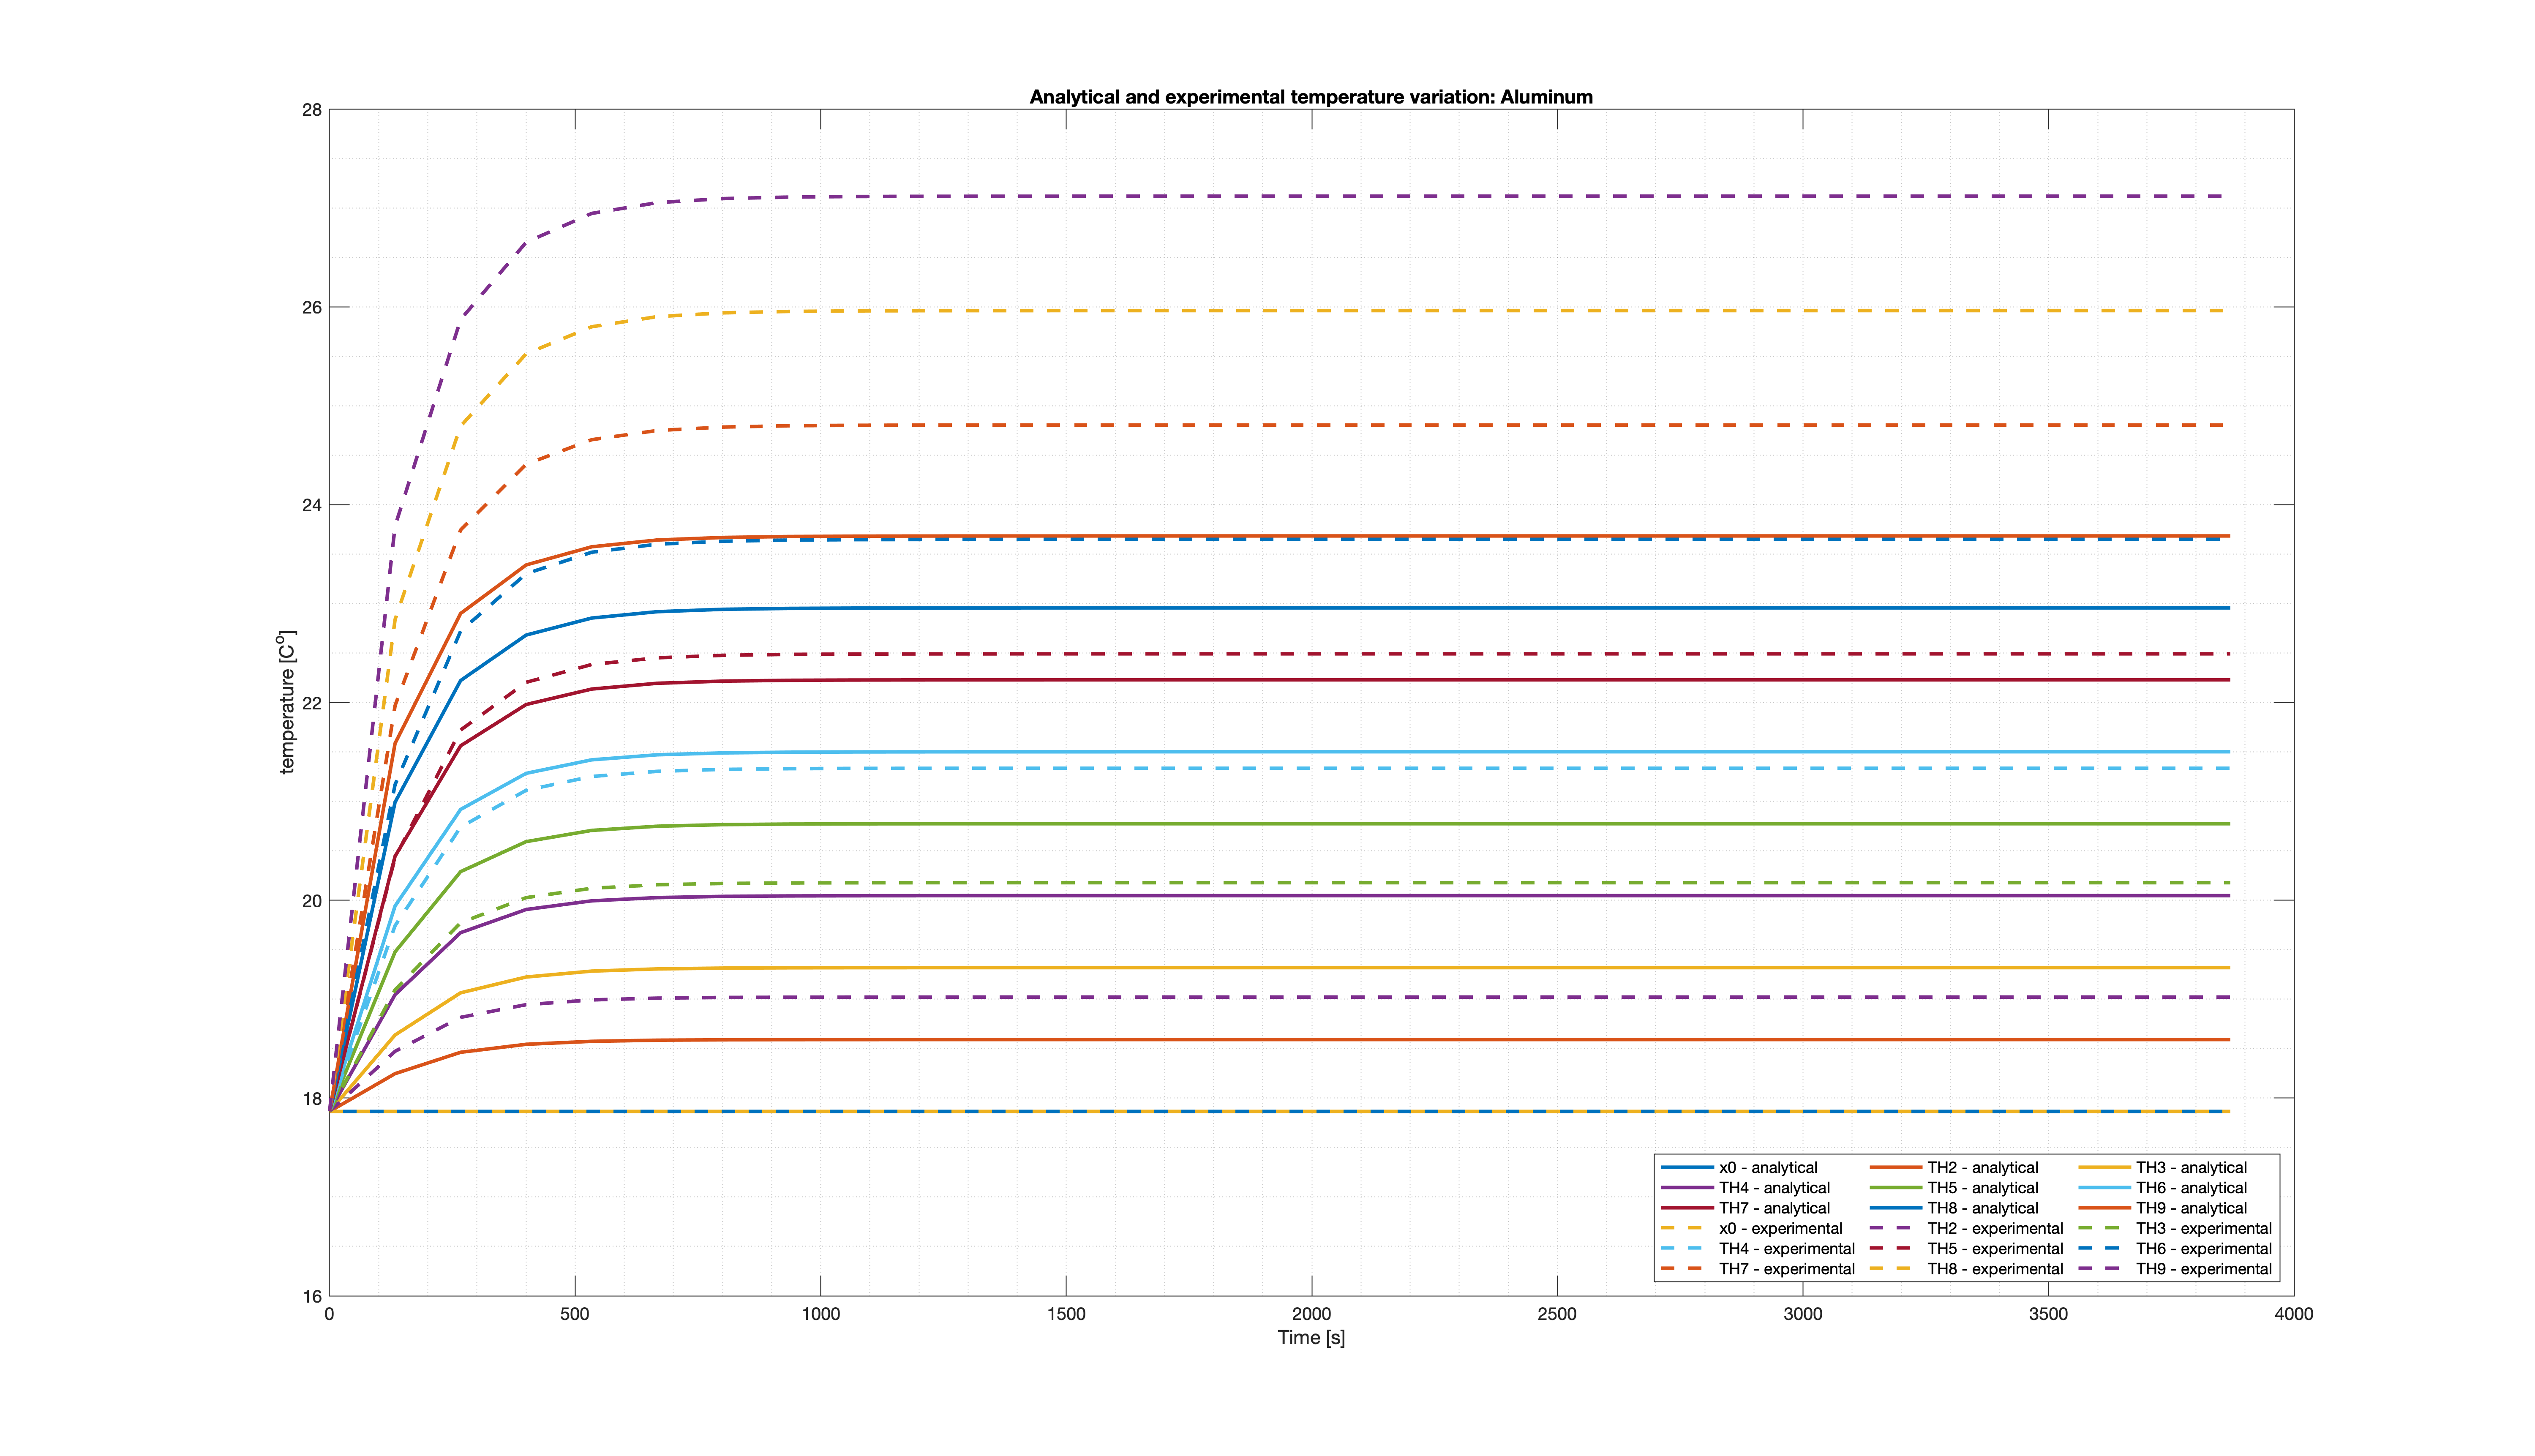 Analytical and experimental temperature variation: Aluminum
28
26
24
22
20
18
16
temperature [C^o]
0 500 1000 1500 2000 2500 3000 3500 4000
Time [s]
x0 - analytical TH2 - analytical TH3 - analytical
TH4 - analytical TH5 - analytical TH6 - analytical
TH7 - analytical TH8 - analytical TH9 - analytical
x0 - experimental TH2 - experimental TH3 - experimental
TH4 - experimental TH5 - experimental TH6 - experimental
TH7 - experimental TH8 - experimental TH9 - experimental